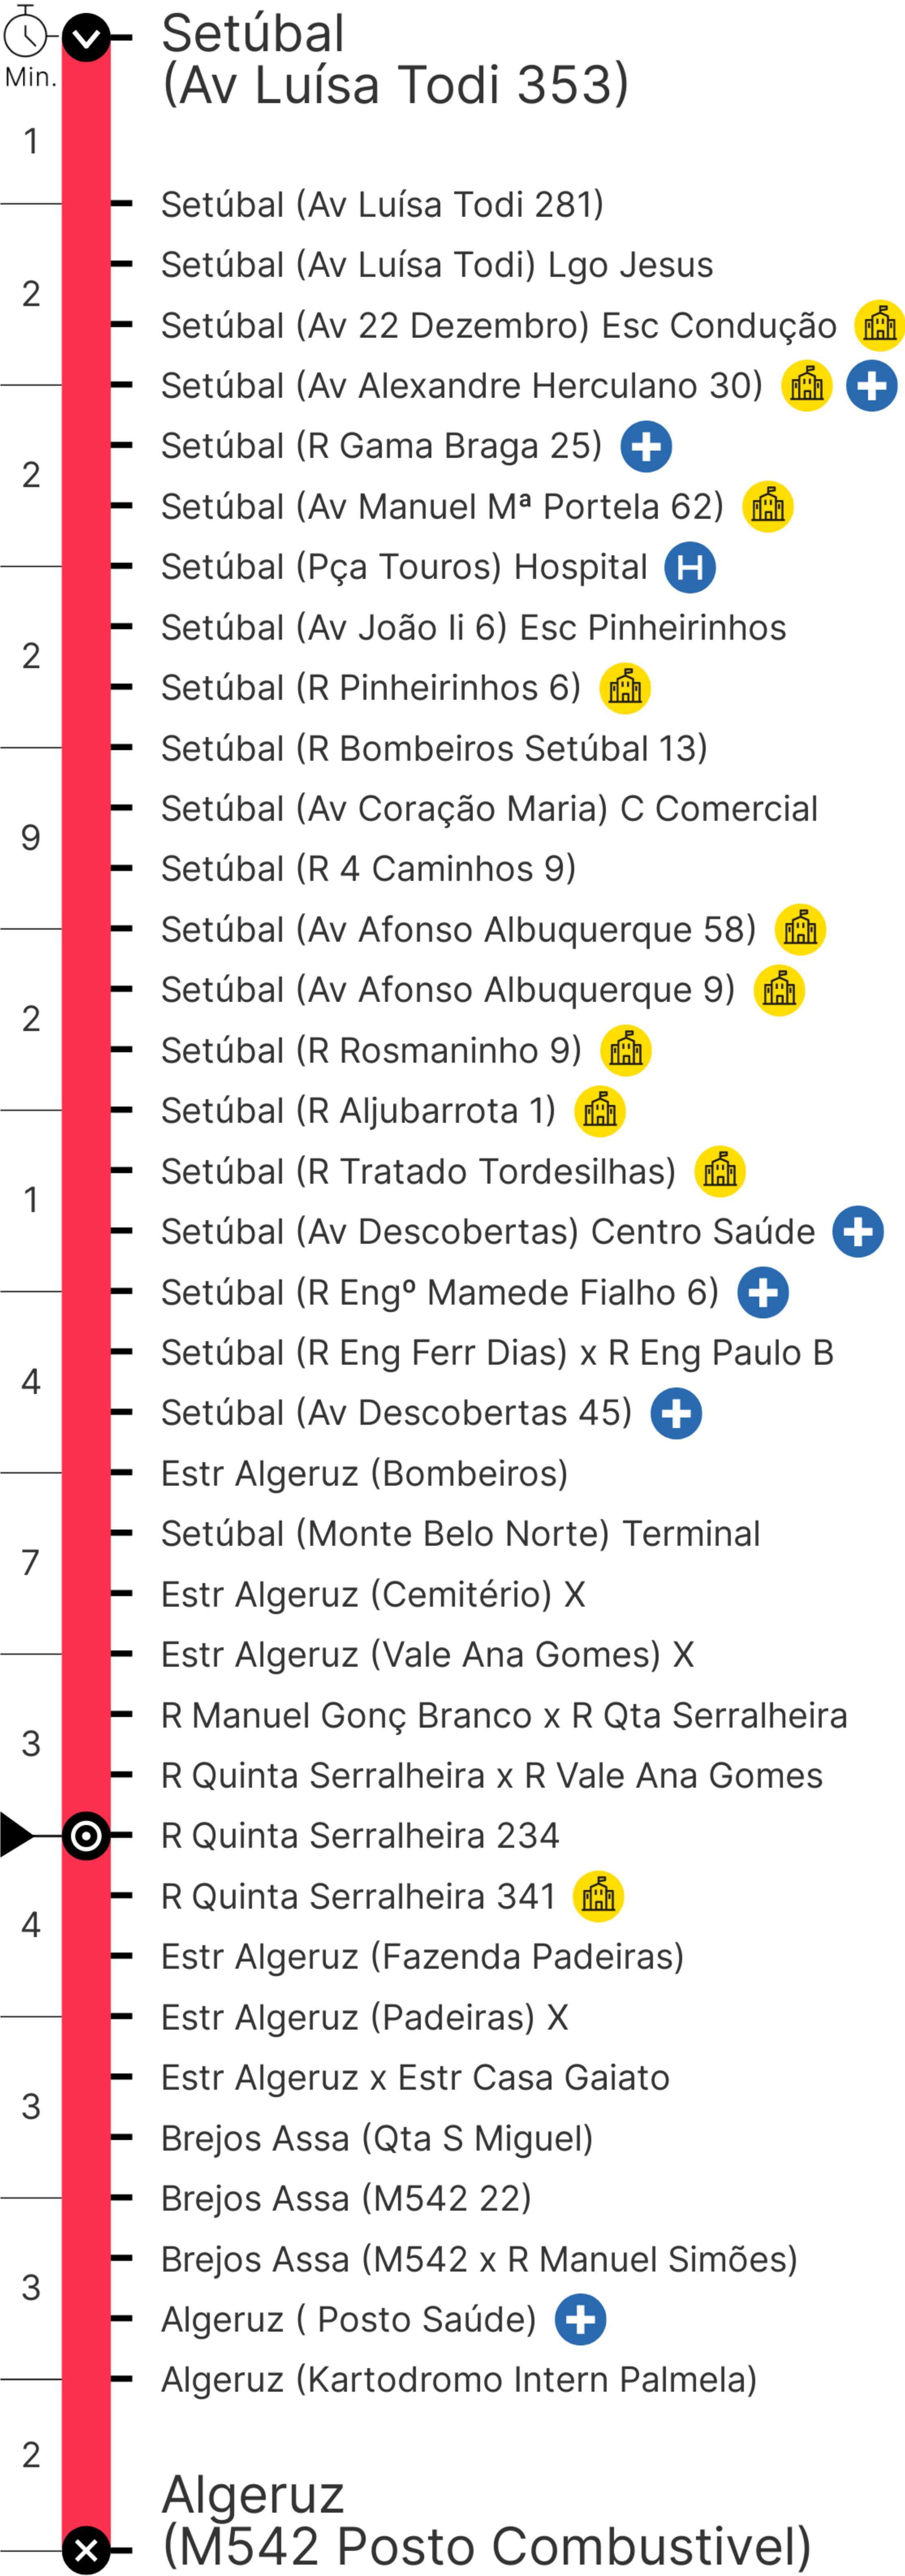 Setúbal
Min.
(Av Luísa Todi 353)
1
Setúbal (Av Luísa Todi 281)
Setúbal (Av Luísa Todi) Lgo Jesus
2
Setúbal (Av 22 Dezembro) Esc Condução
Setúbal (Av Alexandre Herculano 30)
Setúbal (R Gama Braga 25)
2
Setúbal (Av Manuel Mª Portela 62)
Setúbal (Pça Touros) Hospital H
Setúbal (Av João Ii 6) Esc Pinheirinhos
2
Setúbal (R Pinheirinhos 6)
Setúbal (R Bombeiros Setúbal 13)
Setúbal (Av Coração Maria) C Comercial
9
Setúbal (R 4 Caminhos 9)
Setúbal (Av Afonso Albuquerque 58)
Setúbal (Av Afonso Albuquerque 9)
2
Setúbal (R Rosmaninho 9)
Setúbal (R Aljubarrota 1)
Setúbal (R Tratado Tordesilhas)
1
Setúbal (Av Descobertas) Centro Saúde
Setúbal (R Engº Mamede Fialho 6)
Setúbal (R Eng Ferr Dias) x R Eng Paulo B
4
Setúbal (Av Descobertas 45)
Estr Algeruz (Bombeiros)
Setúbal (Monte Belo Norte) Terminal
7
Estr Algeruz (Cemitério) X
Estr Algeruz (Vale Ana Gomes) X
R Manuel Gonç Branco x R Qta Serralheira
3
R Quinta Serralheira x R Vale Ana Gomes
R Quinta Serralheira 234
R Quinta Serralheira 341
4
Estr Algeruz (Fazenda Padeiras)
Estr Algeruz (Padeiras) X
Estr Algeruz x Estr Casa Gaiato
3
Brejos Assa (Qta S Miguel)
Brejos Assa (M542 22)
Brejos Assa (M542 x R Manuel Simões)
3
Algeruz ( Posto Saúde)
Algeruz (Kartodromo Intern Palmela)
2
Algeruz
(M542 Posto Combustivel)